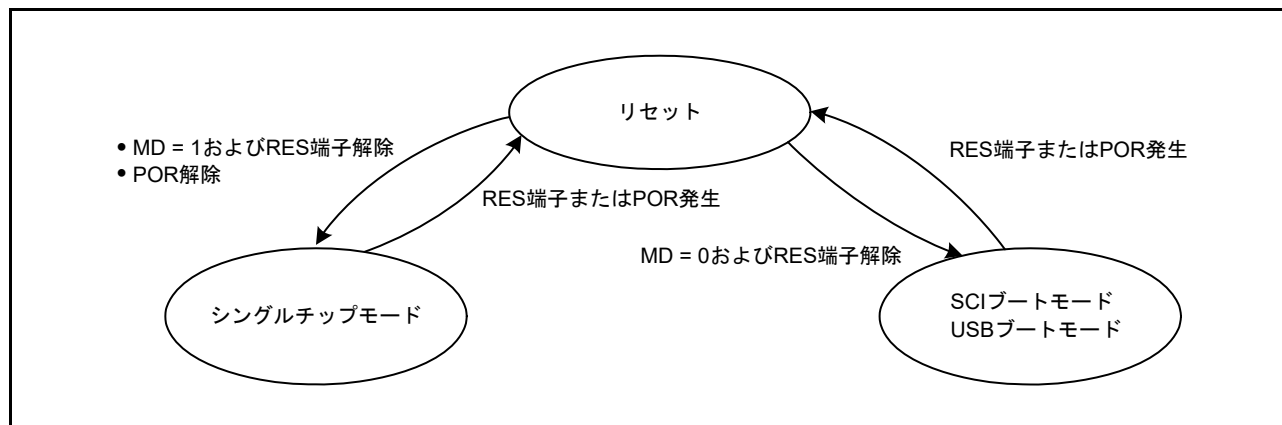 リセット
• MD = 1およびRES端子解除
• POR解除
RES端子またはPOR発生
RES端子またはPOR発生
MD = 0およびRES端子解除
シングルチップモード
SCIブートモード
USBブートモード